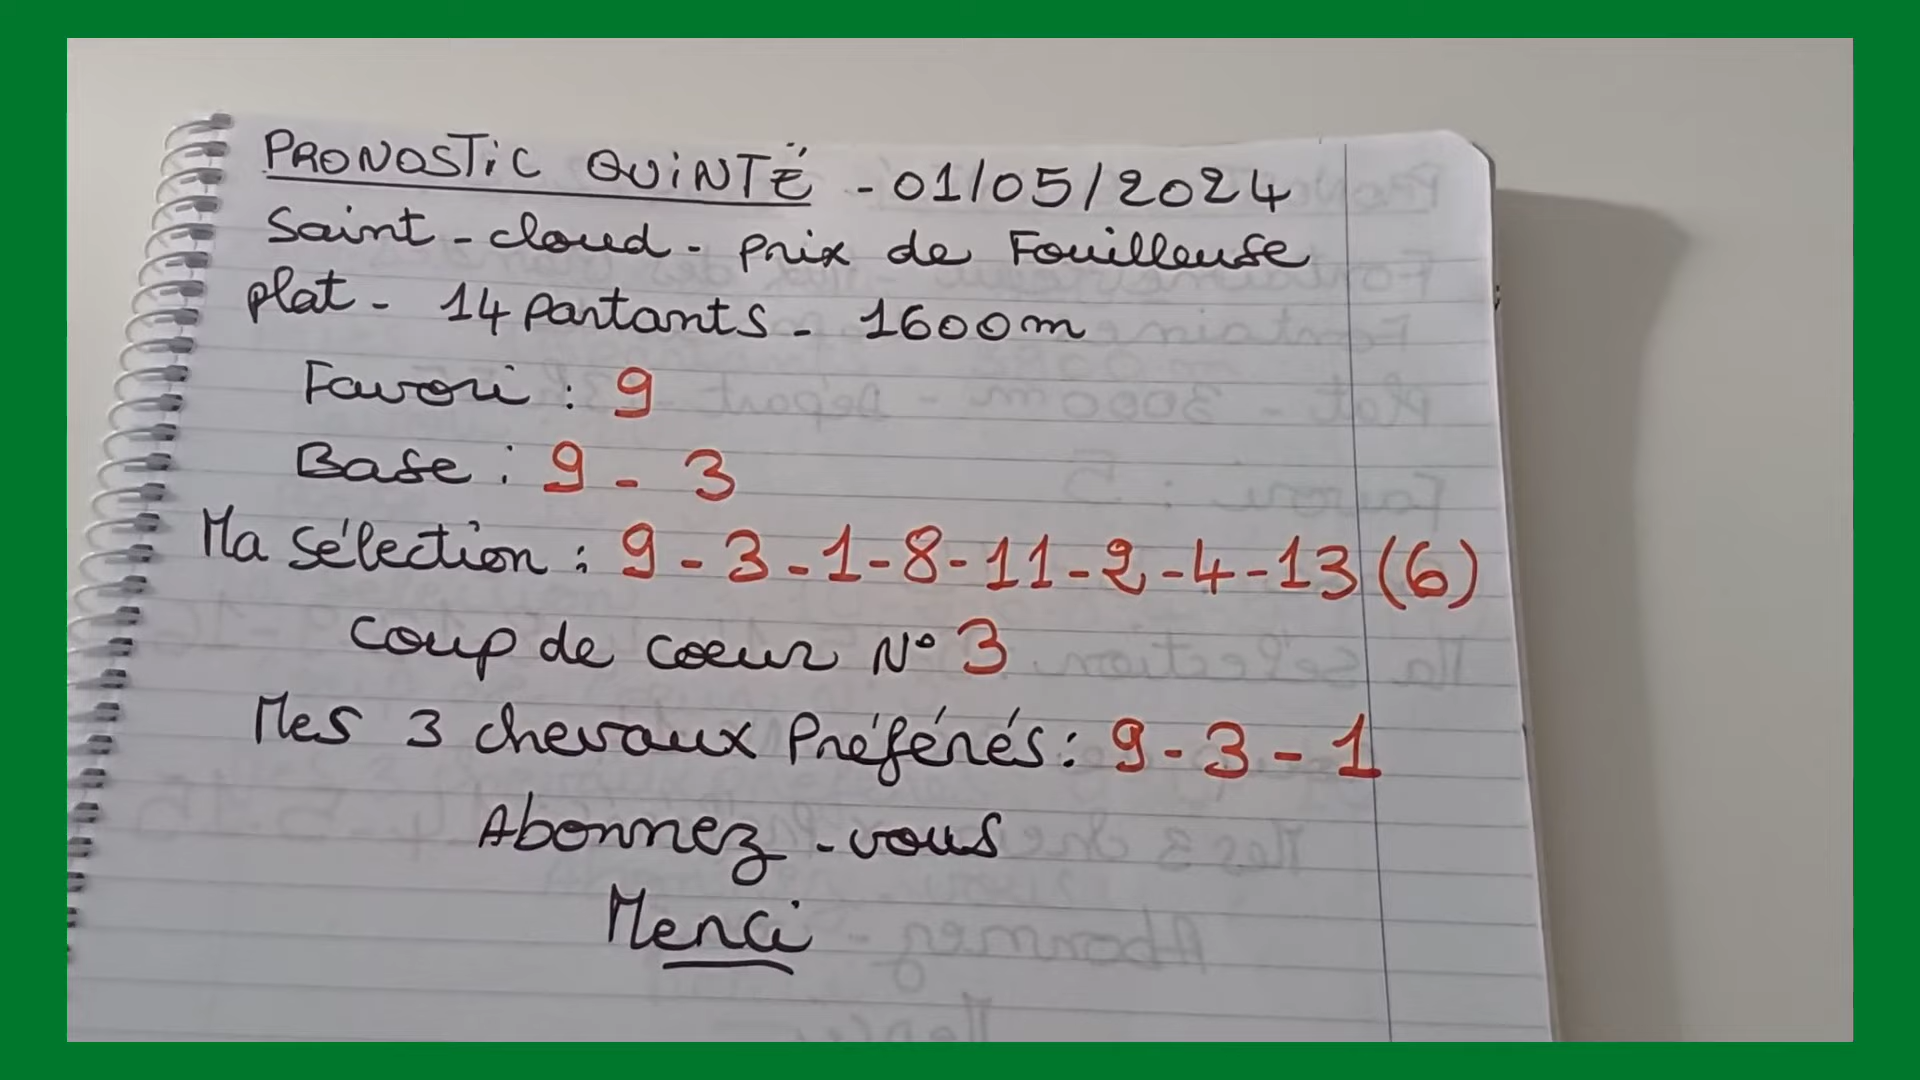 PRONOSTiC QUiNTË - 01/05/2024
Saint-cloud - prix de Fouilleuse
plat - 14 partants - 1600m
Favori : 9
Base : 9 - 3
Ma sélection : 9 - 3 - 1 - 8 - 11 - 2 - 4 - 13 (6)
coup de coeur N° 3
Mes 3 chevaux Préférés : 9 - 3 - 1
Abonnez-vous
Merci